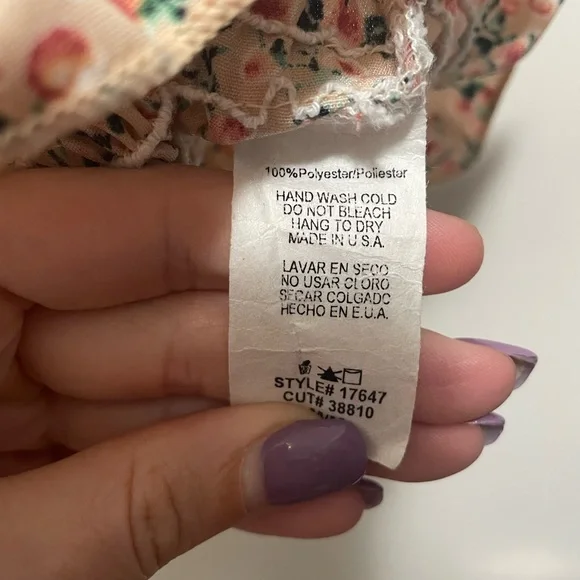 100%Polyester/Poliester
HAND WASH COLD
DO NOT BLEACH
HANG TO DRY
MADE IN U.S.A.
LAVAR EN SECO
NO USAR CLORO
SECAR COLGADO
HECHO EN E.U.A.
STYLE# 17647
CUT# 38810